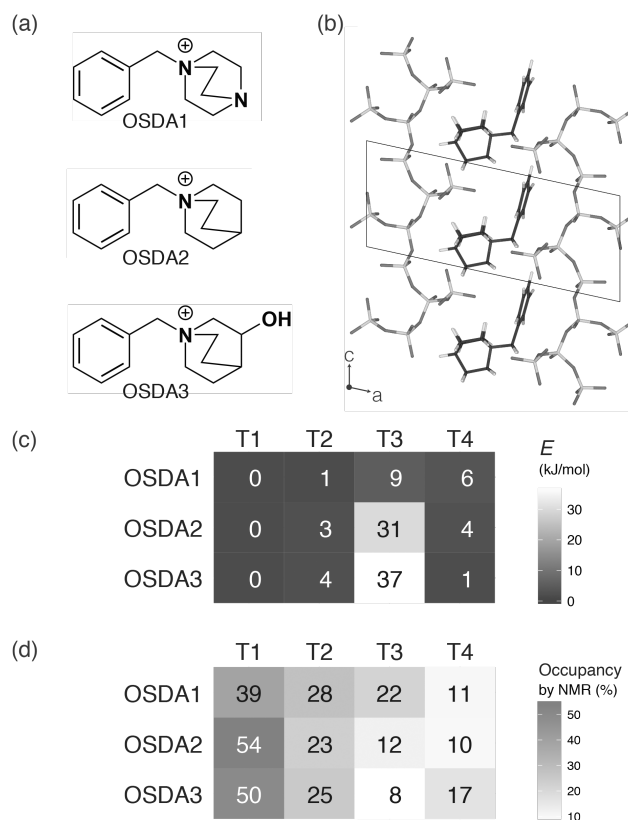 (a)
⊕
N
N
OSDA1
⊕
N
OSDA2
⊕
N
OH
OSDA3
(b)
c
a
(c)
T1 T2 T3 T4
OSDA1 0 1 9 6
OSDA2 0 3 31 4
OSDA3 0 4 37 1
E
(kJ/mol)
30
20
10
0
(d)
T1 T2 T3 T4
OSDA1 39 28 22 11
OSDA2 54 23 12 10
OSDA3 50 25 8 17
Occupancy
by NMR (%)
50
40
30
20
10